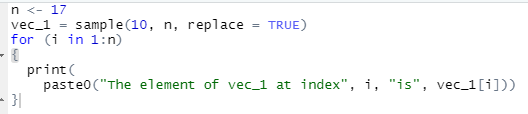 n <- 17
vec_1 = sample(10, n, replace = TRUE)
for (i in 1:n)
{
  print(
    paste0("The element of vec_1 at index", i, "is", vec_1[i]))
}